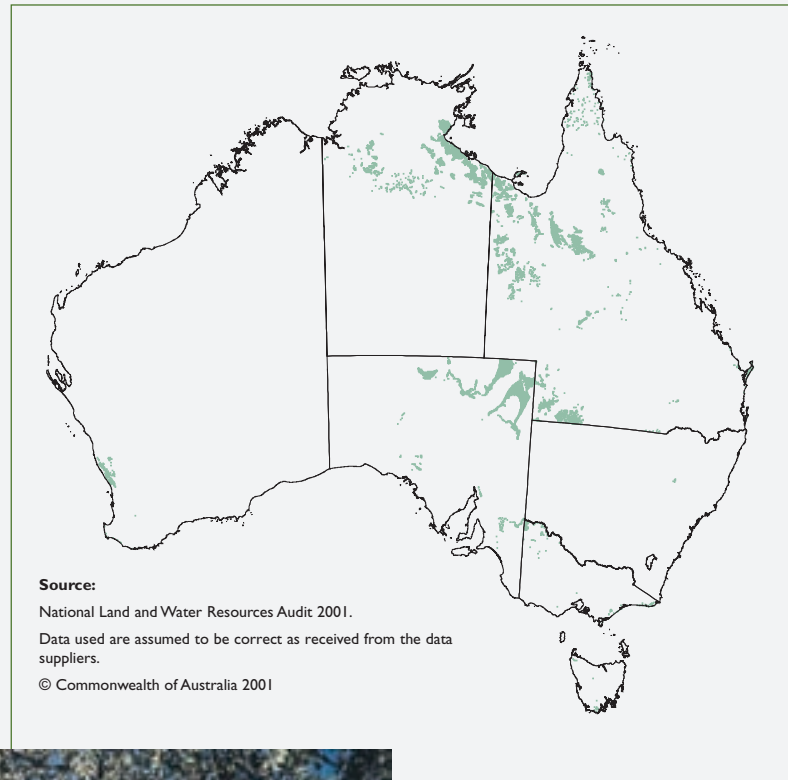 Source:
National Land and Water Resources Audit 2001.
Data used are assumed to be correct as received from the data
suppliers.
© Commonwealth of Australia 2001